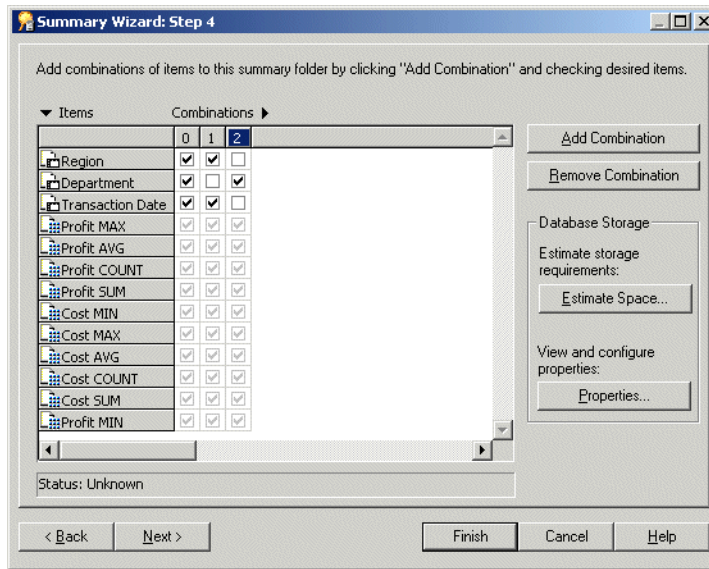 Summary Wizard: Step 4
Add combinations of items to this summary folder by clicking "Add Combination" and checking desired items.
Items Combinations
0 1 2
Region
Department
Transaction Date
Profit MAX
Profit AVG
Profit COUNT
Profit SUM
Cost MIN
Cost MAX
Cost AVG
Cost COUNT
Cost SUM
Profit MIN
Add Combination
Remove Combination
Database Storage
Estimate storage
requirements:
Estimate Space...
View and configure
properties:
Properties...
Status: Unknown
< Back Next > Finish Cancel Help